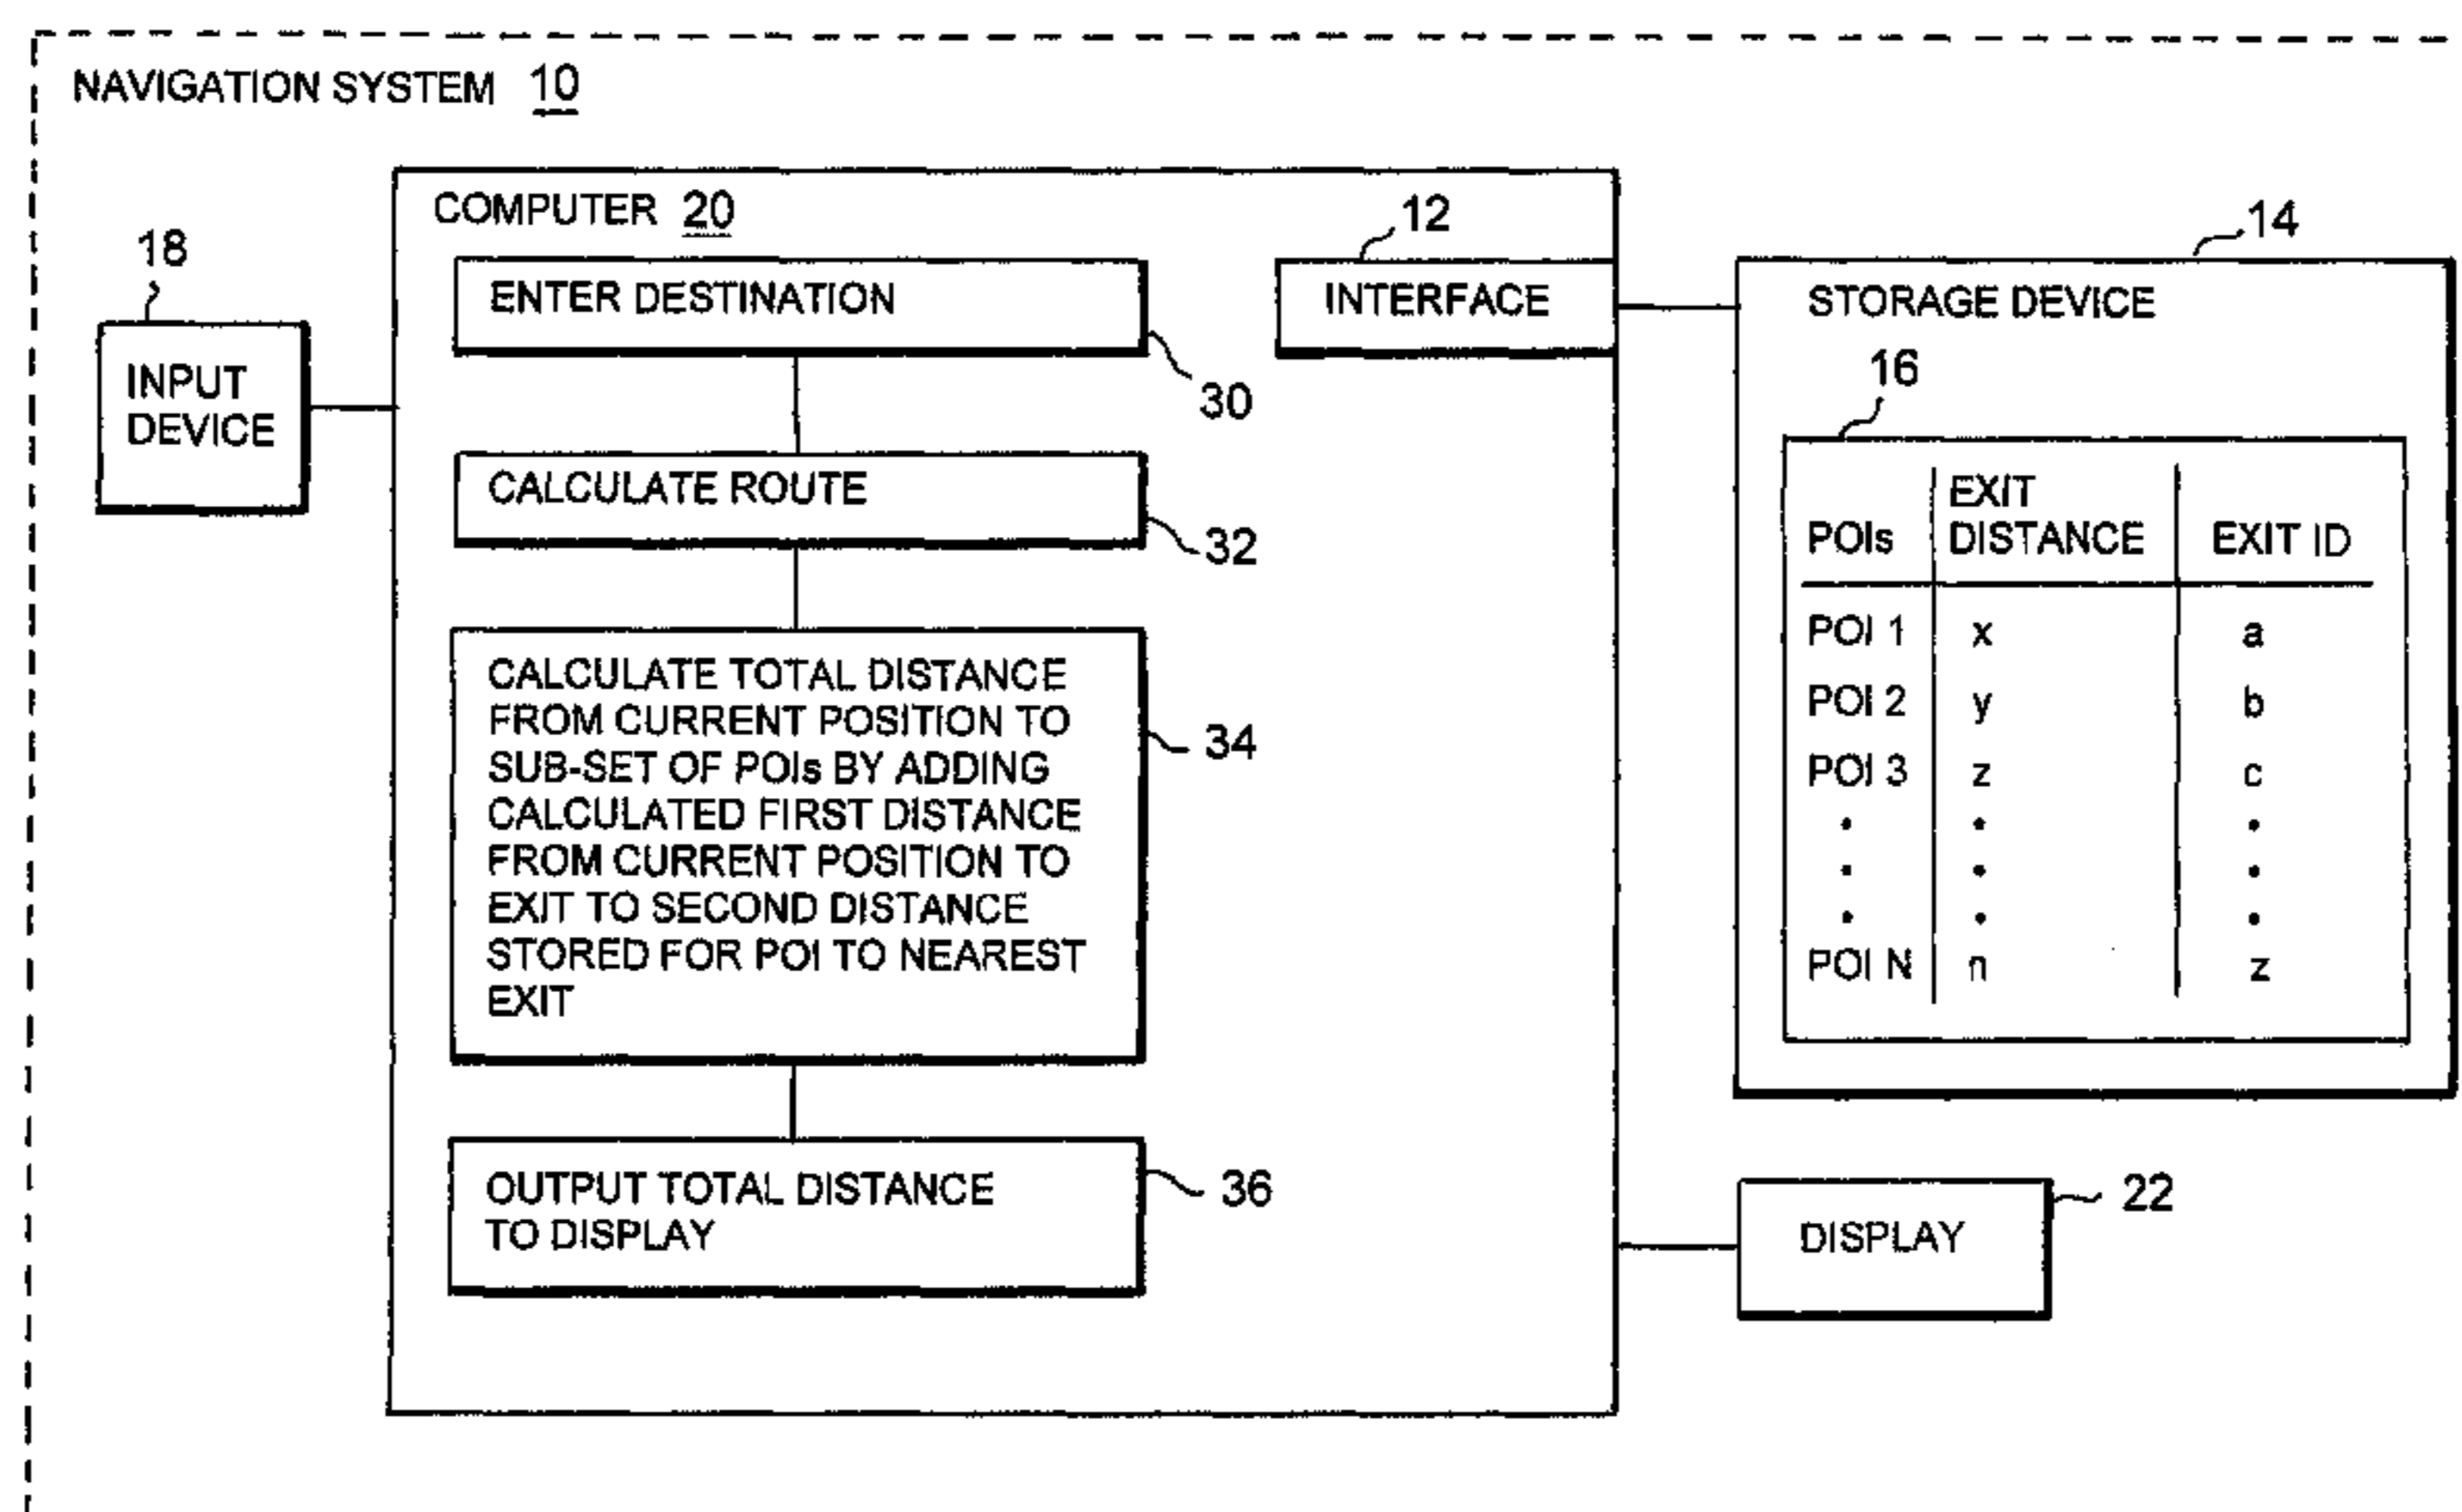 NAVIGATION SYSTEM 10
18
INPUT
DEVICE
COMPUTER 20
ENTER DESTINATION
30
CALCULATE ROUTE
32
CALCULATE TOTAL DISTANCE
FROM CURRENT POSITION TO
SUB-SET OF POIs BY ADDING
CALCULATED FIRST DISTANCE
FROM CURRENT POSITION TO
EXIT TO SECOND DISTANCE
STORED FOR POI TO NEAREST
EXIT
34
OUTPUT TOTAL DISTANCE
TO DISPLAY
36
12
INTERFACE
14
STORAGE DEVICE
16
POIs EXIT DISTANCE EXIT ID
POI 1 x a
POI 2 y b
POI 3 z c
POI N n z
DISPLAY
22